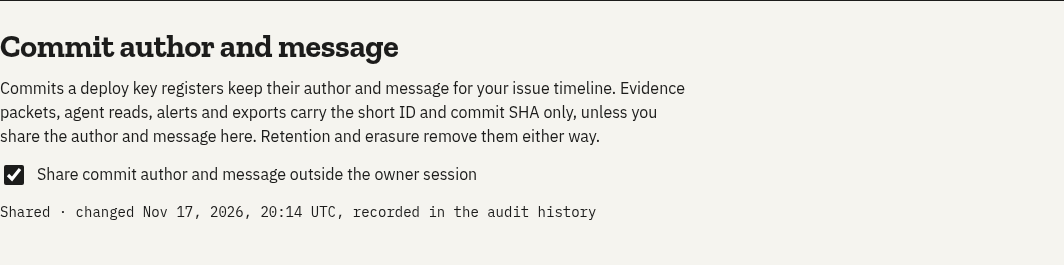 Commit author and message
Commits a deploy key registers keep their author and message for your issue timeline. Evidence
packets, agent reads, alerts and exports carry the short ID and commit SHA only, unless you
share the author and message here. Retention and erasure remove them either way.
Share commit author and message outside the owner session
Shared · changed Nov 17, 2026, 20:14 UTC, recorded in the audit history